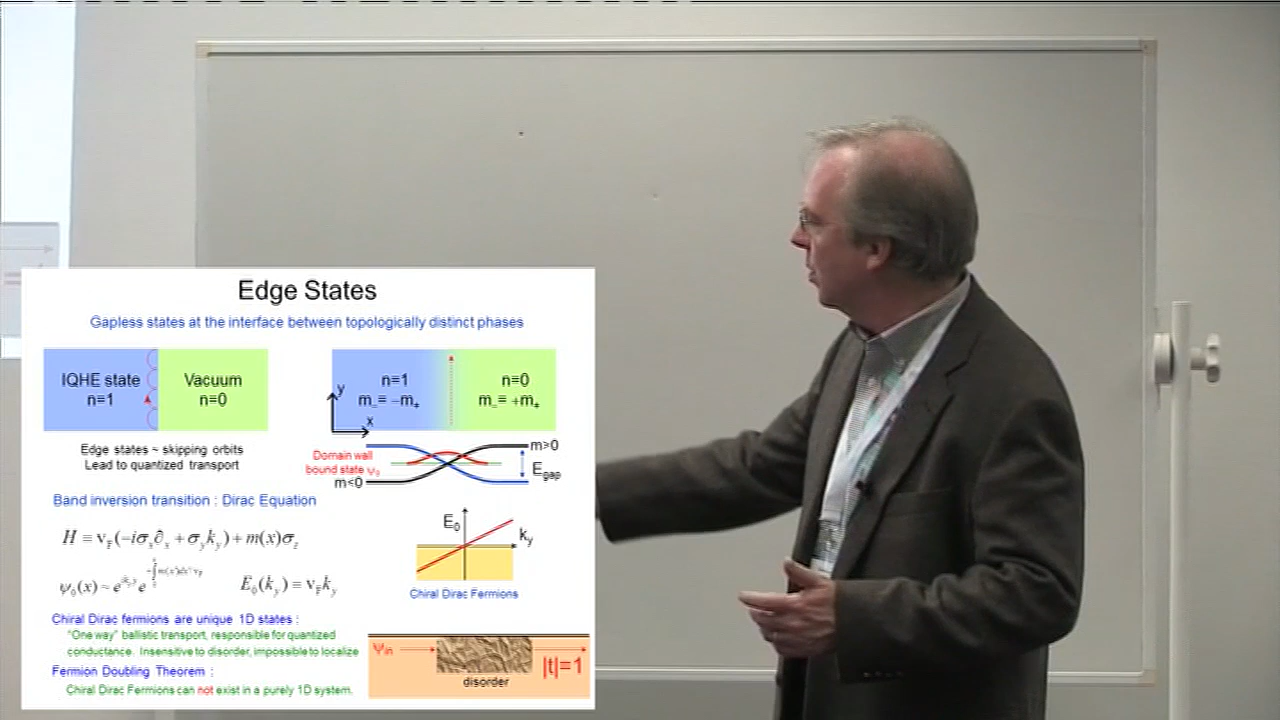 Edge States
Gapless states at the interface between topologically distinct phases
IQHE state
n=1
Vacuum
n=0
y
x
n=1
m₋= −m₊
n=0
m₋= +m₊
Edge states ~ skipping orbits
Lead to quantized transport
Domain wall
bound state ψ₀
m>0
m<0
E_gap
Band inversion transition : Dirac Equation
H = v_F(−iσ_x∂_x + σ_y k_y) + m(x)σ_z
E₀
k_y
E₀(k_y) = v_F k_y
Chiral Dirac Fermions
Chiral Dirac fermions are unique 1D states :
"One way" ballistic transport, responsible for quantized
conductance. Insensitive to disorder, impossible to localize
Fermion Doubling Theorem :
Chiral Dirac Fermions can not exist in a purely 1D system.
Ψ_in
|t|=1
disorder